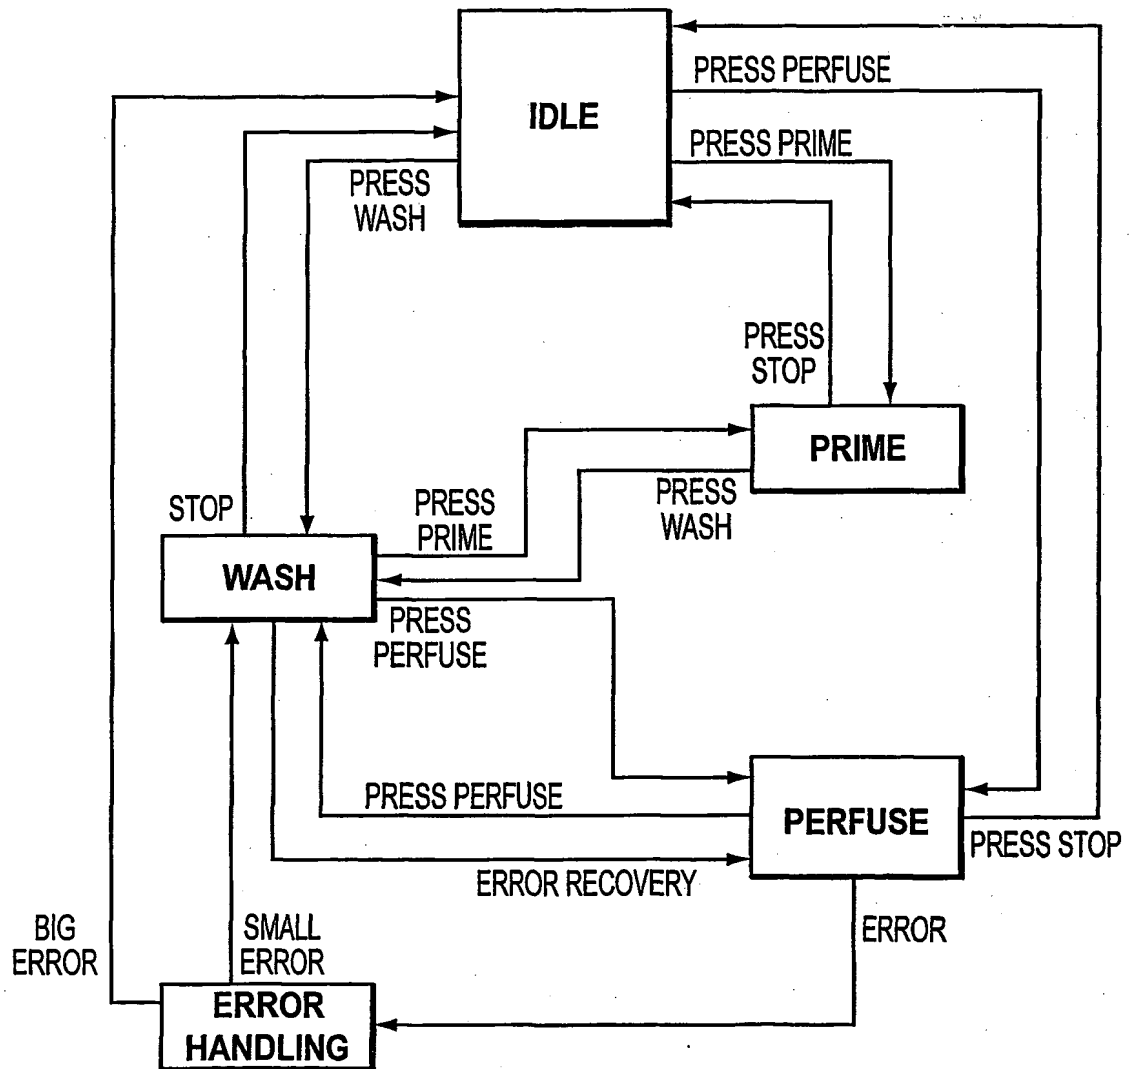 PRESS PERFUSE
IDLE
PRESS PRIME
PRESS
WASH
PRESS
STOP
PRIME
STOP
PRESS
PRIME
PRESS
WASH
WASH
PRESS
PERFUSE
PRESS PERFUSE
PERFUSE
PRESS STOP
ERROR RECOVERY
BIG
ERROR
SMALL
ERROR
ERROR
ERROR
HANDLING